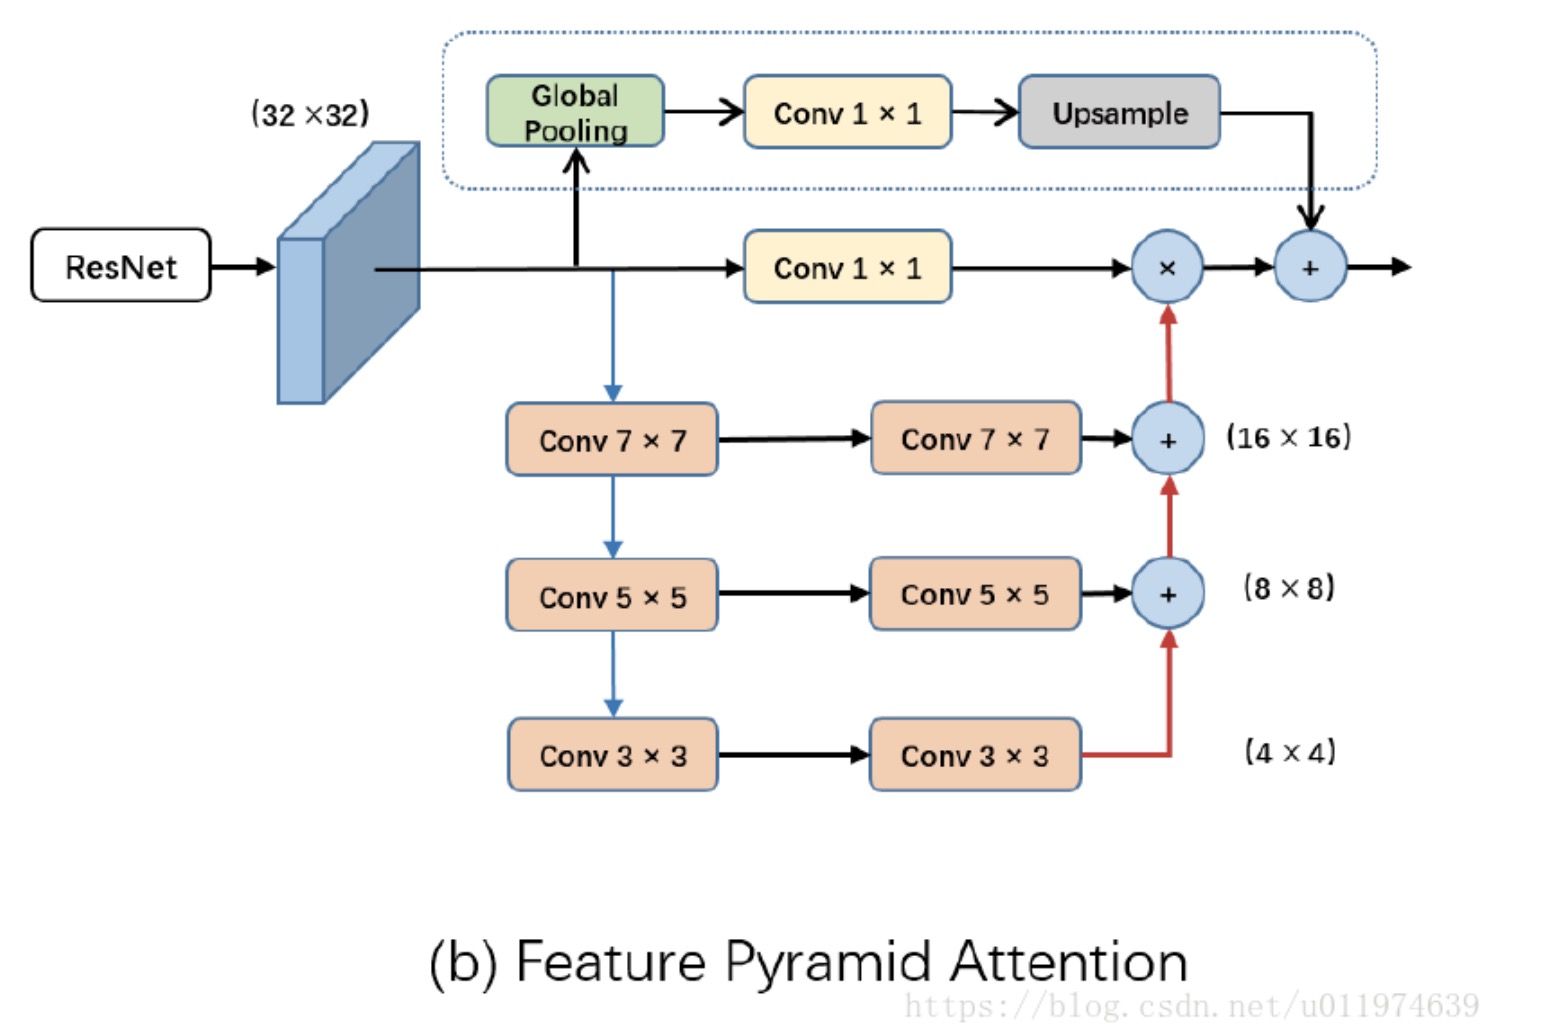 (32 ×32)
Global
Pooling
Conv 1 × 1
Upsample
ResNet
Conv 1 × 1
×
+
Conv 7 × 7
Conv 7 × 7
+
(16 × 16)
Conv 5 × 5
Conv 5 × 5
+
(8 × 8)
Conv 3 × 3
Conv 3 × 3
(4 × 4)
(b) Feature Pyramid Attention
https://blog.csdn.net/u011974639